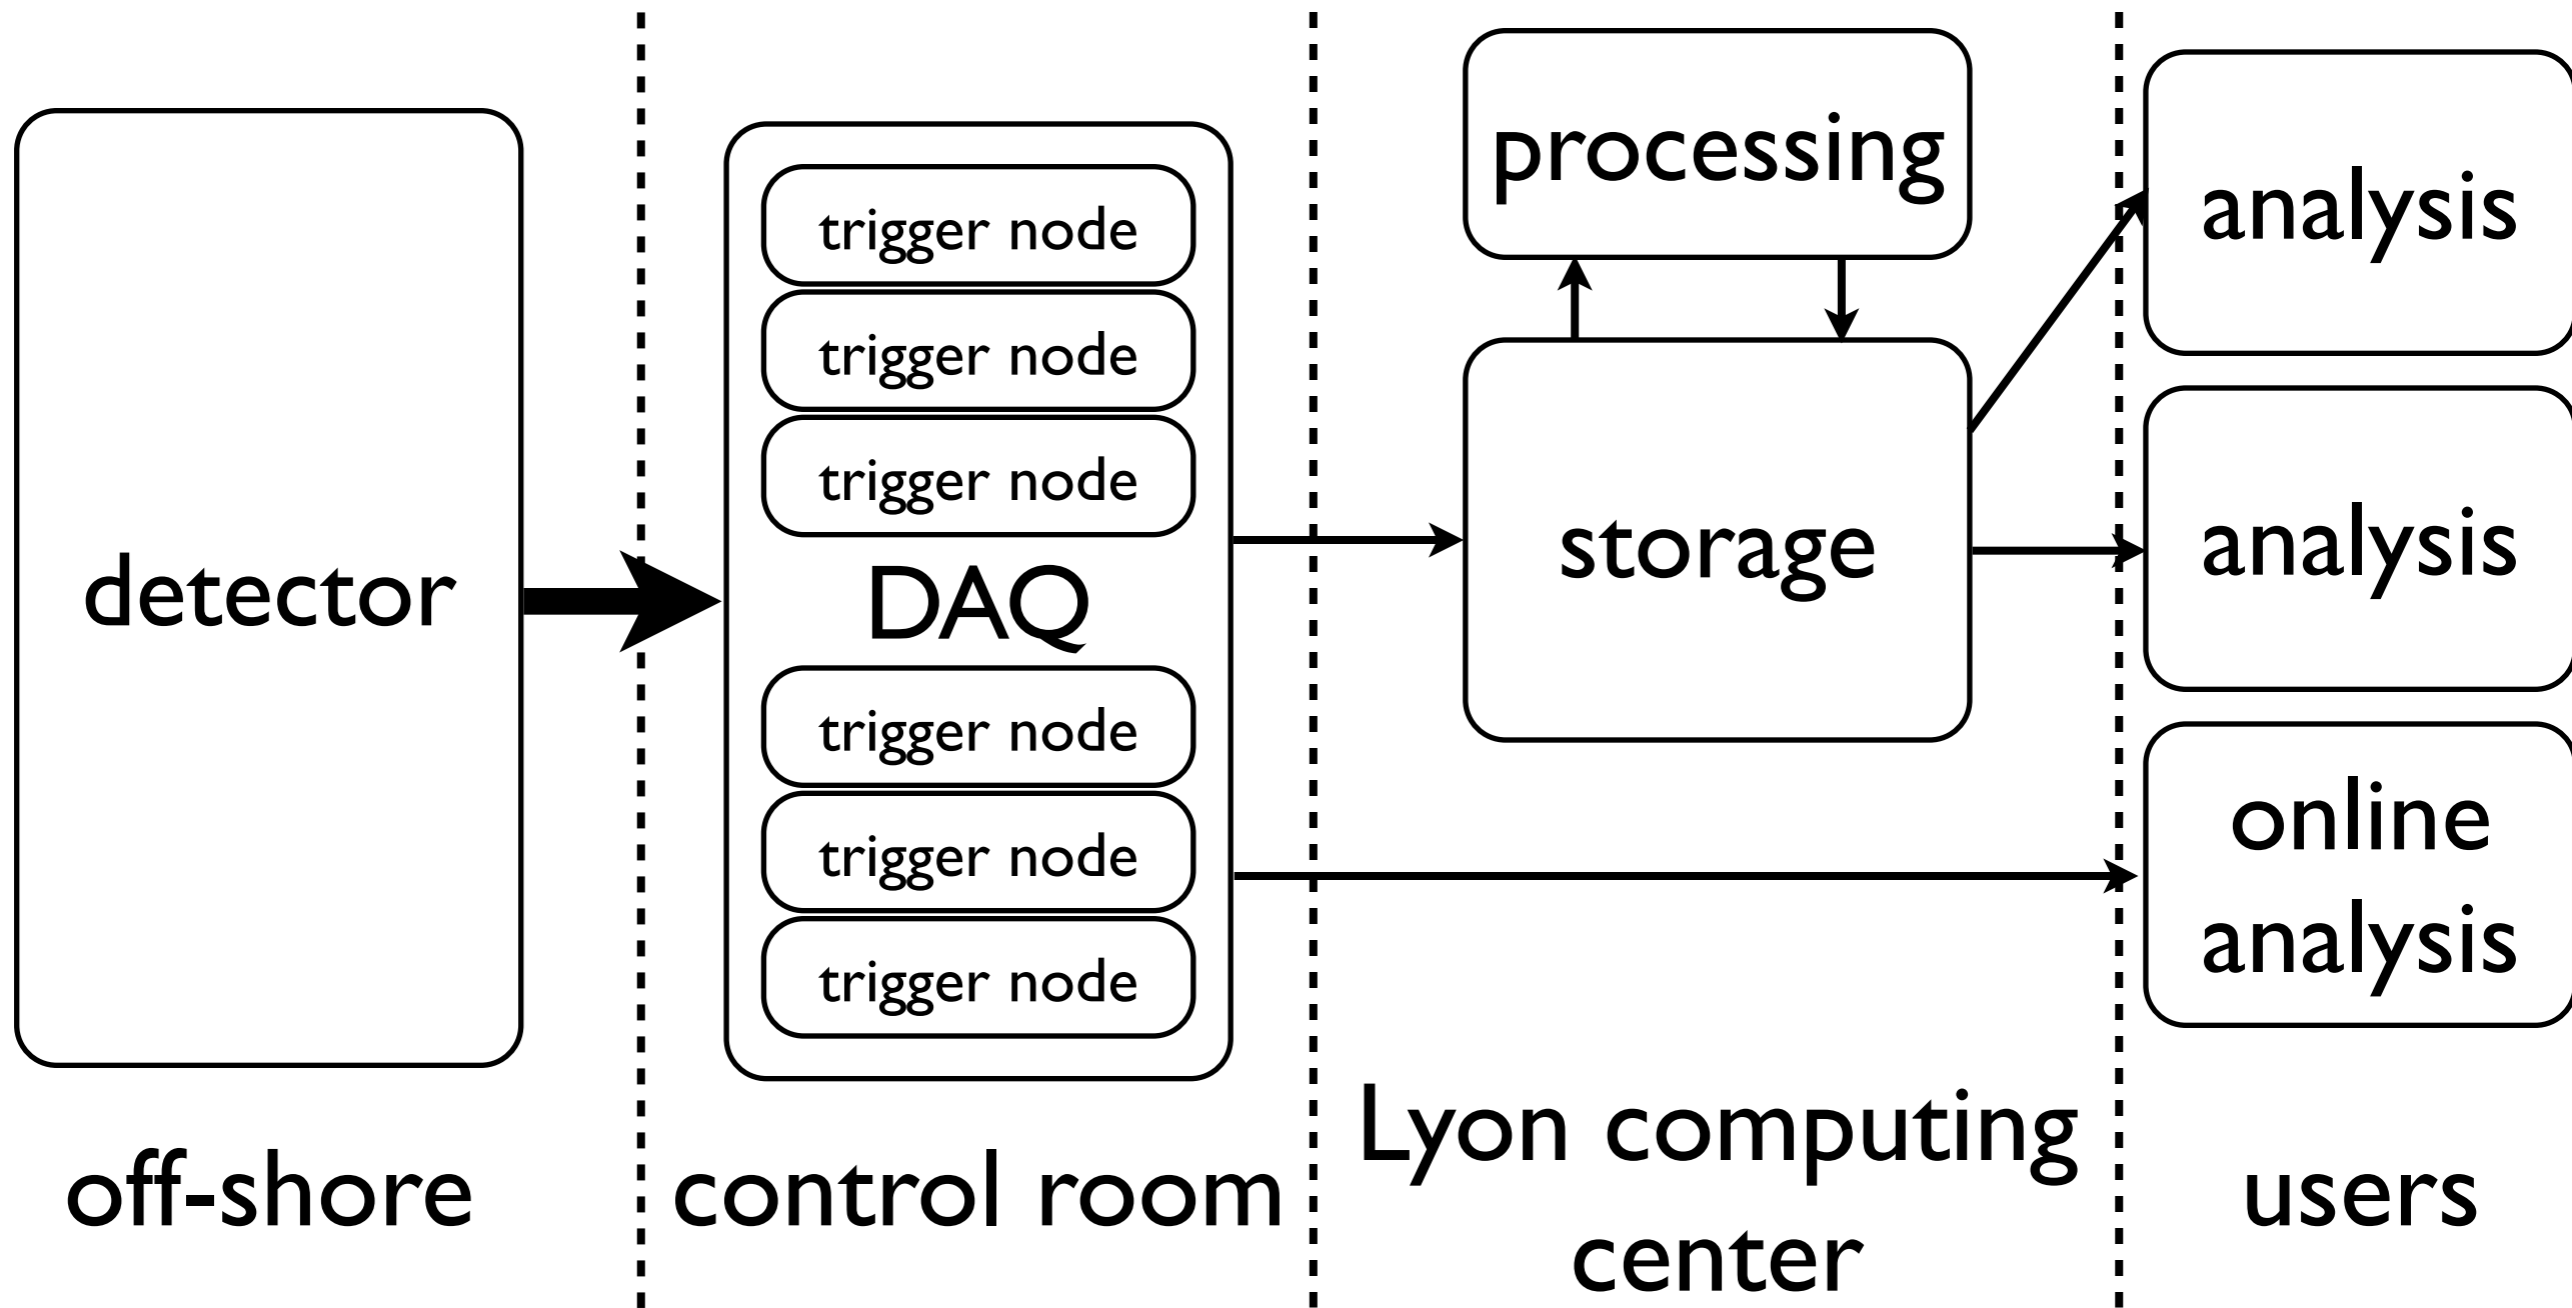 detector
off-shore
trigger node
trigger node
trigger node
DAQ
trigger node
trigger node
trigger node
control room
processing
storage
Lyon computing
center
analysis
analysis
online
analysis
users